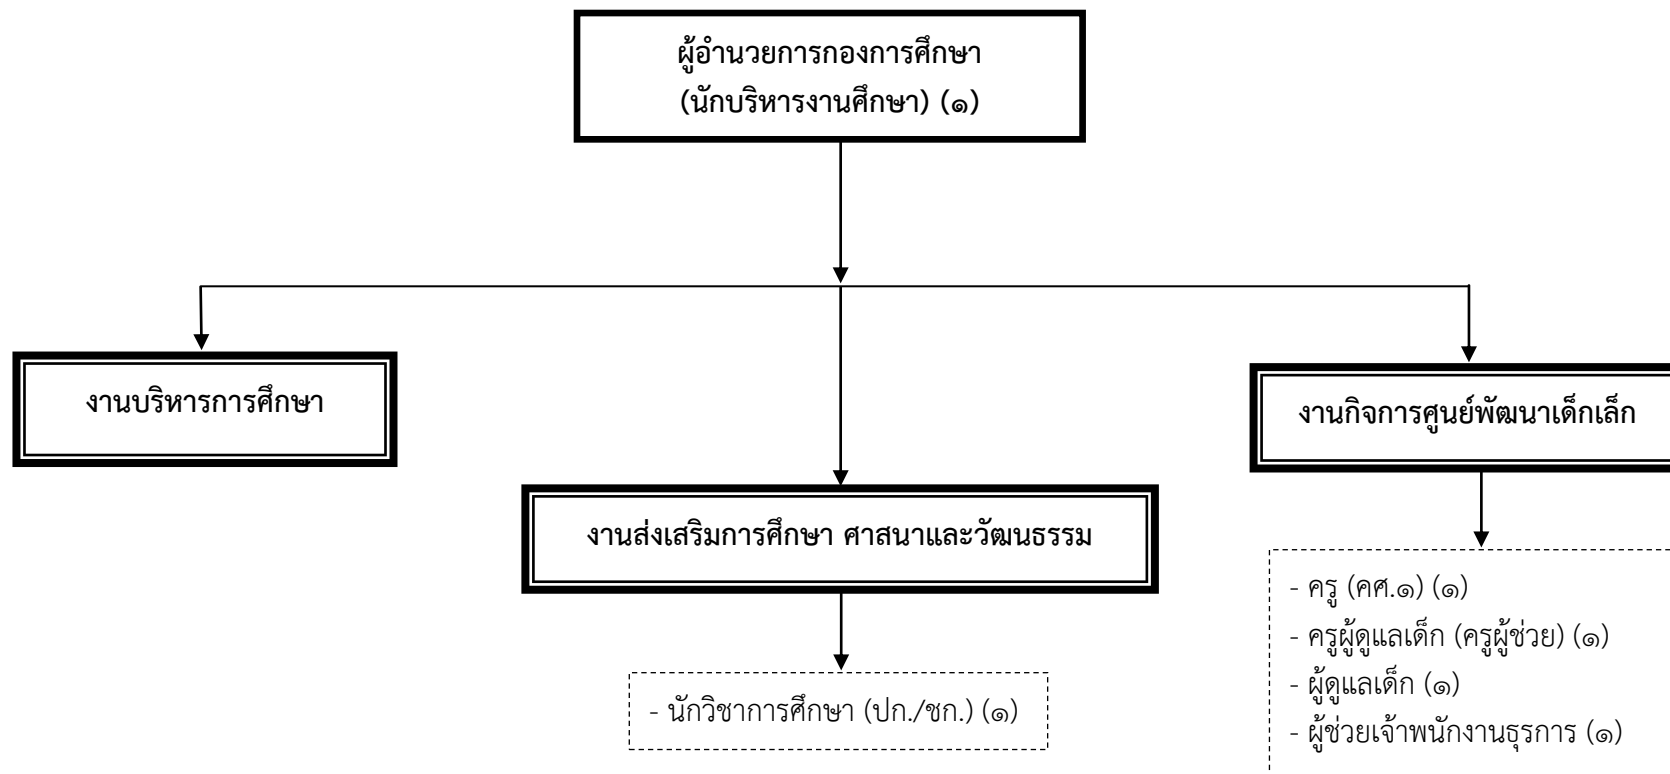 ผู้อำนวยการกองการศึกษา
(นักบริหารงานศึกษา) (๑)
งานบริหารการศึกษา
งานส่งเสริมการศึกษา ศาสนาและวัฒนธรรม
- นักวิชาการศึกษา (ปก./ชก.) (๑)
งานกิจการศูนย์พัฒนาเด็กเล็ก
- ครู (คศ.๑) (๑)
- ครูผู้ดูแลเด็ก (ครูผู้ช่วย) (๑)
- ผู้ดูแลเด็ก (๑)
- ผู้ช่วยเจ้าพนักงานธุรการ (๑)